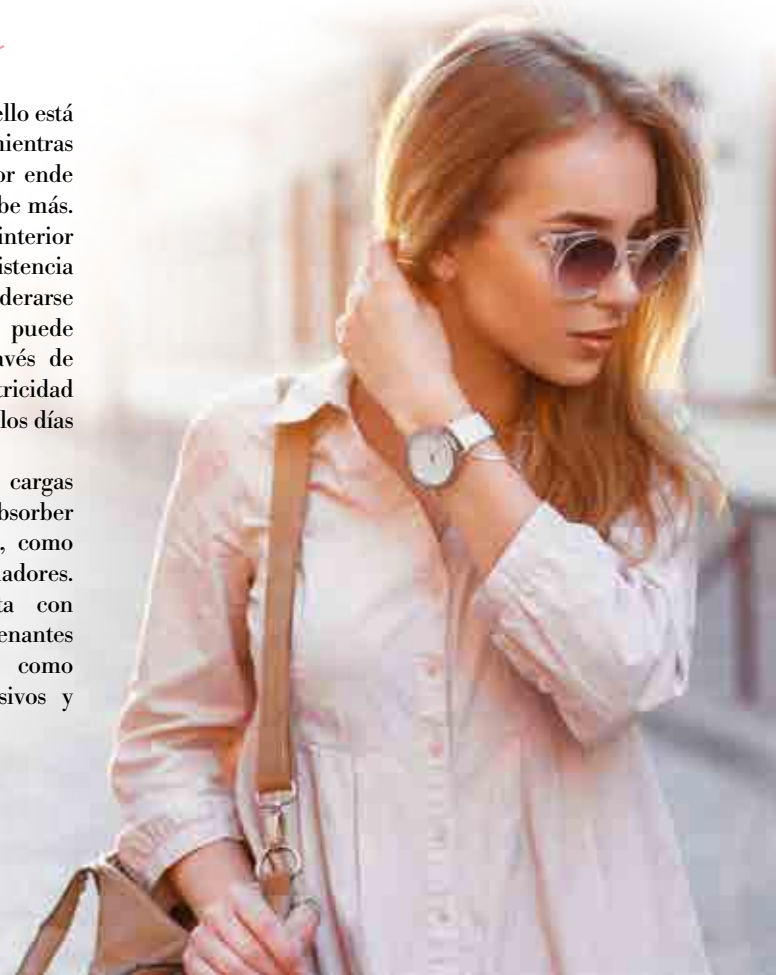 ello está
mientras
or ende
be más.
interior
istencia
derarse
puede
avés de
tricidad
los días
cargas
bsorber
, como
adores.
ta con
enantes
como
sivos y